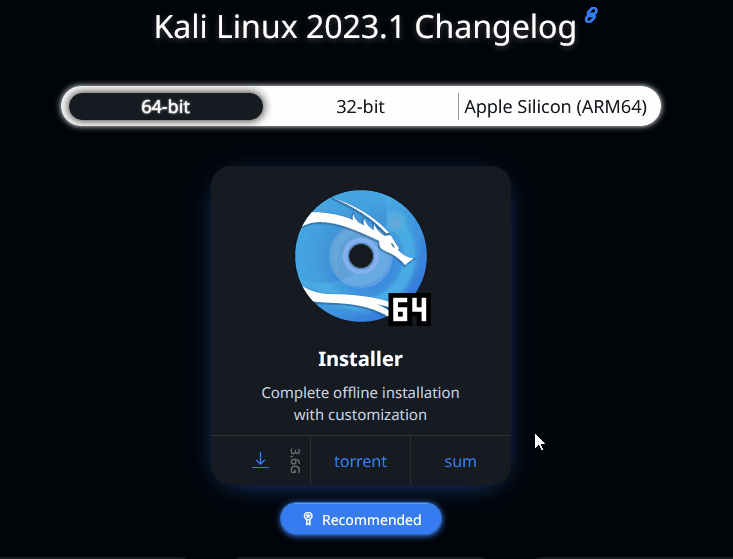 Kali Linux 2023.1 Changelog
64-bit 32-bit Apple Silicon (ARM64)
64
Installer
Complete offline installation
with customization
3.6G torrent sum
Recommended